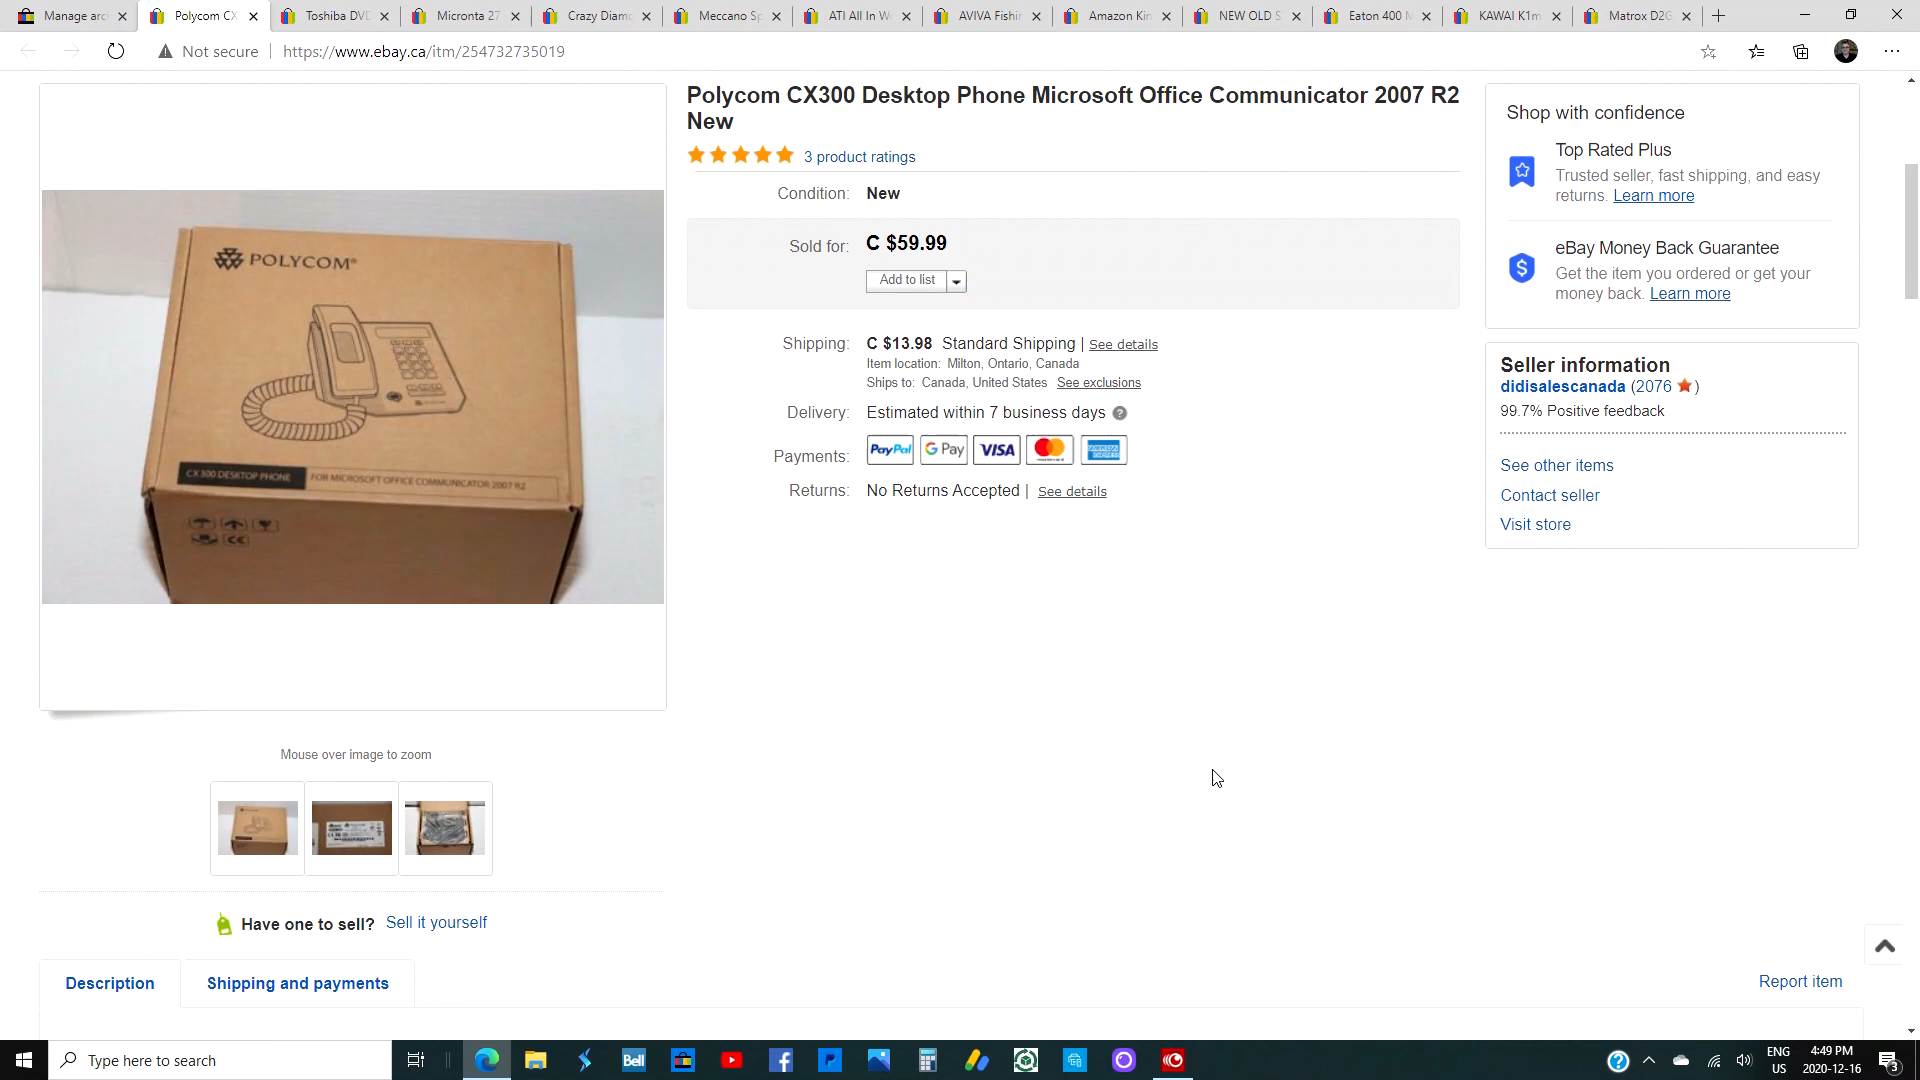 Manage arc
Polycom CX
Toshiba DVD
Micronta 27
Crazy Diamo
Meccano Sp
ATI All In W
AVIVA Fishin
Amazon Kin
NEW OLD S
Eaton 400 M
KAWAI K1m
Matrox D2G
Not secure
https://www.ebay.ca/itm/254732735019
Polycom CX300 Desktop Phone Microsoft Office Communicator 2007 R2
New
3 product ratings
Condition: New
Sold for: C $59.99
Add to list
Shipping: C $13.98 Standard Shipping | See details
Item location: Milton, Ontario, Canada
Ships to: Canada, United States See exclusions
Delivery: Estimated within 7 business days
Payments: PayPal G Pay VISA
Returns: No Returns Accepted | See details
POLYCOM
CX300 DESKTOP PHONE FOR MICROSOFT OFFICE COMMUNICATOR 2007 R2
Mouse over image to zoom
Have one to sell? Sell it yourself
Description
Shipping and payments
Report item
Shop with confidence
Top Rated Plus
Trusted seller, fast shipping, and easy
returns. Learn more
eBay Money Back Guarantee
Get the item you ordered or get your
money back. Learn more
Seller information
didisalescanada (2076 )
99.7% Positive feedback
See other items
Contact seller
Visit store
Type here to search
Bell
ENG
US
4:49 PM
2020-12-16
3